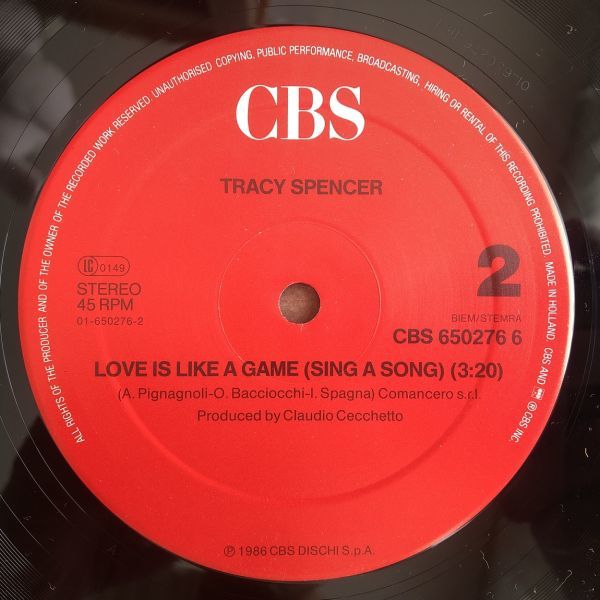 ALL RIGHTS OF THE PRODUCER AND OF THE OWNER OF THE RECORDED WORK RESERVED. UNAUTHORISED COPYING, PUBLIC PERFORMANCE, BROADCASTING, HIRING OR RENTAL OF THIS RECORDING PROHIBITED. MADE IN HOLLAND. CBS AND ℗ CBS INC.
CBS
TRACY SPENCER
LC 0149
STEREO
45 RPM
01-650276-2
2
BIEM/STEMRA
CBS 650276 6
LOVE IS LIKE A GAME (SING A SONG) (3:20)
(A. Pignagnoli-O. Bacciocchi-I. Spagna) Comancero s.r.l.
Produced by Claudio Cecchetto
℗ 1986 CBS DISCHI S.p.A.